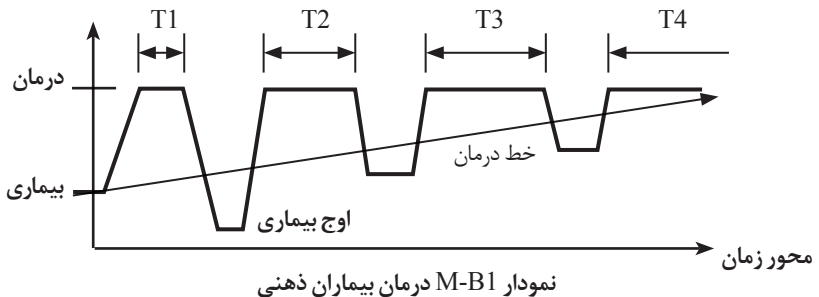 T1 T2 T3 T4
درمان
خط درمان
بیماری
اوج بیماری
محور زمان
نمودار M-B1 درمان بیماران ذهنی